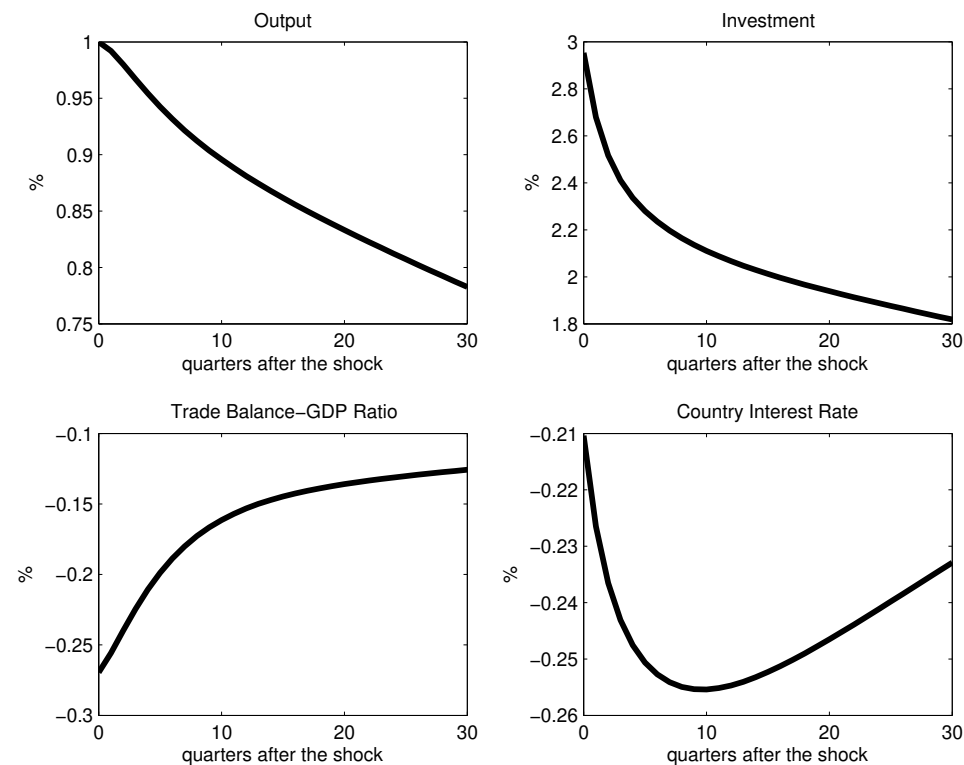 Output
1
0.95
0.9
0.85
0.8
0.75
%
0 10 20 30
quarters after the shock
Investment
3
2.8
2.6
2.4
2.2
2
1.8
%
0 10 20 30
quarters after the shock
Trade Balance−GDP Ratio
−0.1
−0.15
−0.2
−0.25
−0.3
%
0 10 20 30
quarters after the shock
Country Interest Rate
−0.21
−0.22
−0.23
−0.24
−0.25
−0.26
%
0 10 20 30
quarters after the shock